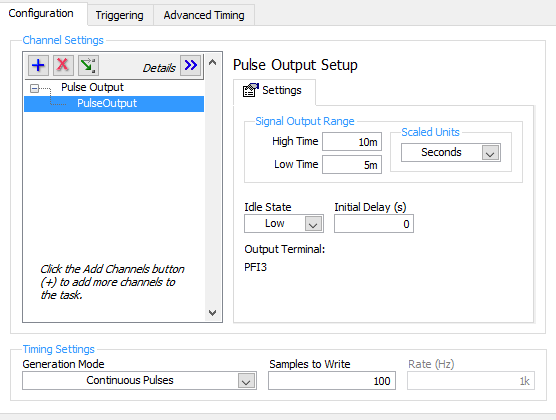 Configuration Triggering Advanced Timing
Channel Settings
Details
Pulse Output
PulseOutput
Click the Add Channels button
(+) to add more channels to
the task.
Pulse Output Setup
Settings
Signal Output Range
High Time 10m
Low Time 5m
Scaled Units
Seconds
Idle State
Low
Initial Delay (s)
0
Output Terminal:
PFI3
Timing Settings
Generation Mode
Continuous Pulses
Samples to Write
100
Rate (Hz)
1k